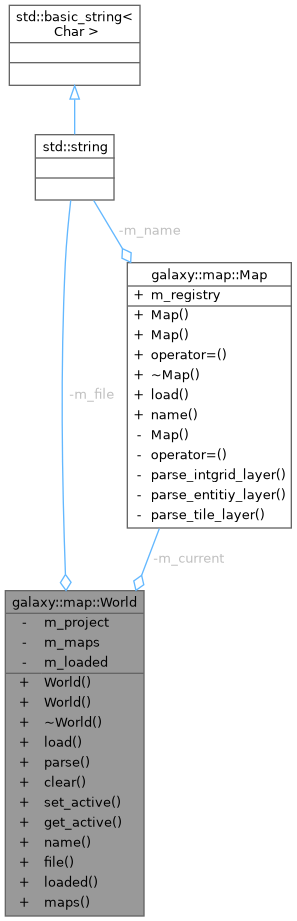 std::basic_string<
Char >
std::string
-m_name
galaxy::map::Map
+ m_registry
+ Map()
+ Map()
+ operator=()
+ ~Map()
+ load()
+ name()
- Map()
- operator=()
- parse_intgrid_layer()
- parse_entitiy_layer()
- parse_tile_layer()
-m_file
-m_current
galaxy::map::World
- m_project
- m_maps
- m_loaded
+ World()
+ World()
+ ~World()
+ load()
+ parse()
+ clear()
+ set_active()
+ get_active()
+ name()
+ file()
+ loaded()
+ maps()